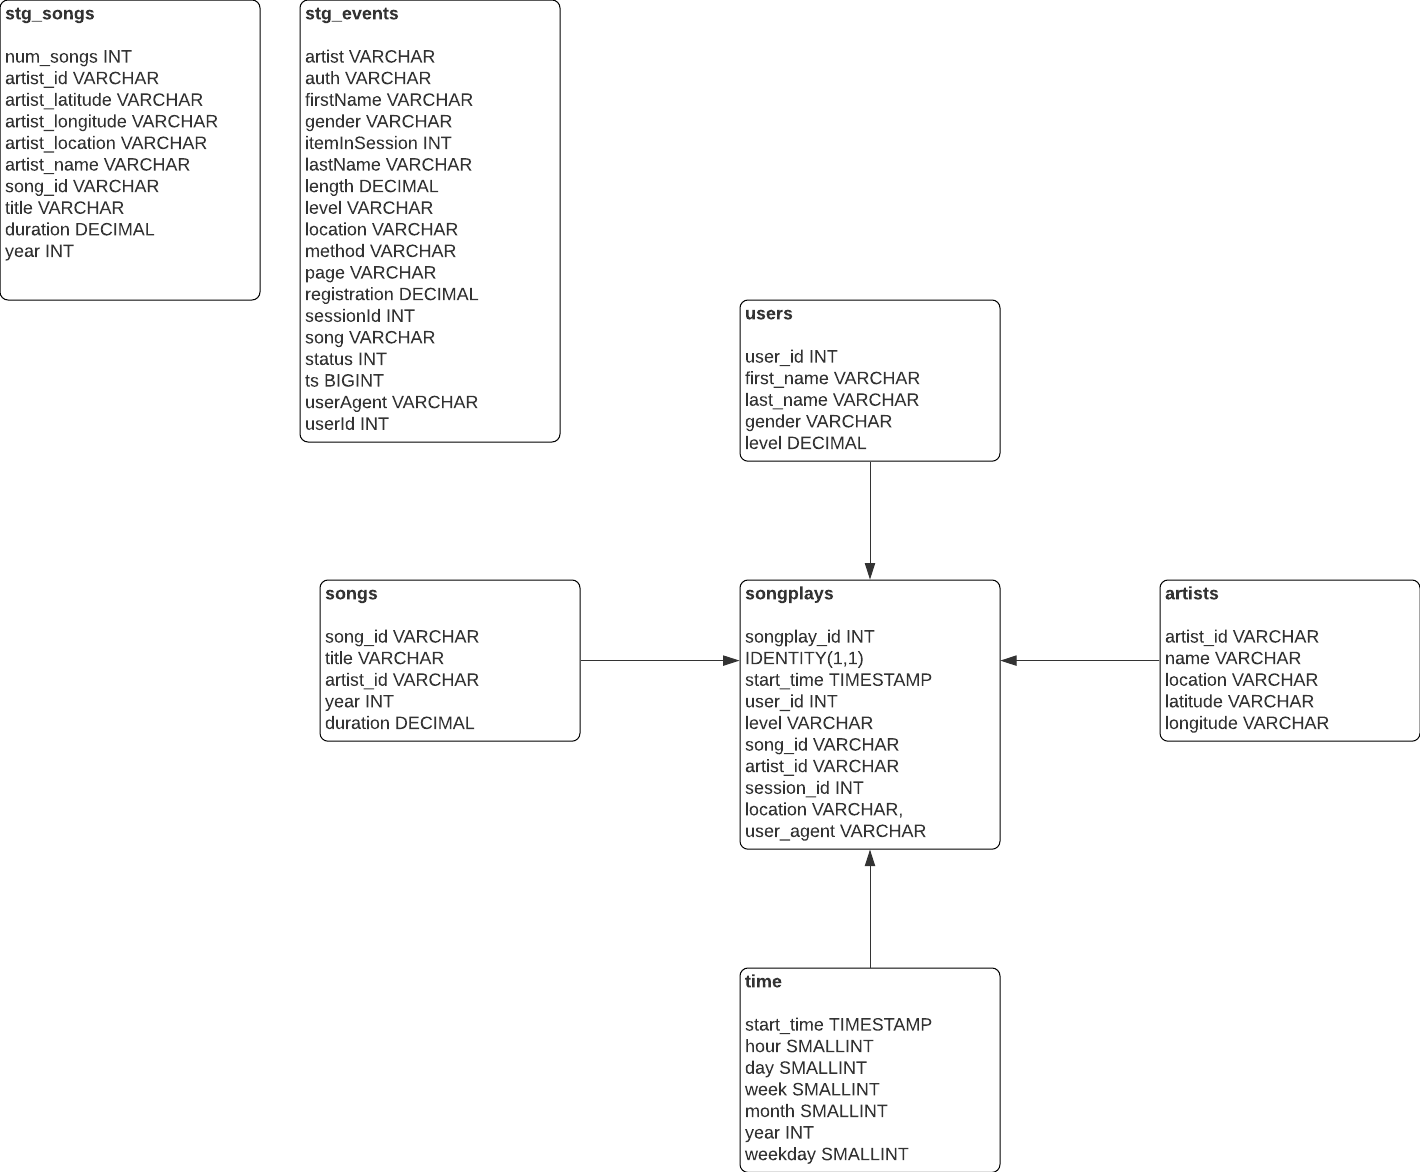 stg_songs
num_songs INT
artist_id VARCHAR
artist_latitude VARCHAR
artist_longitude VARCHAR
artist_location VARCHAR
artist_name VARCHAR
song_id VARCHAR
title VARCHAR
duration DECIMAL
year INT
stg_events
artist VARCHAR
auth VARCHAR
firstName VARCHAR
gender VARCHAR
itemInSession INT
lastName VARCHAR
length DECIMAL
level VARCHAR
location VARCHAR
method VARCHAR
page VARCHAR
registration DECIMAL
sessionId INT
song VARCHAR
status INT
ts BIGINT
userAgent VARCHAR
userId INT
users
user_id INT
first_name VARCHAR
last_name VARCHAR
gender VARCHAR
level DECIMAL
songs
song_id VARCHAR
title VARCHAR
artist_id VARCHAR
year INT
duration DECIMAL
songplays
songplay_id INT
IDENTITY(1,1)
start_time TIMESTAMP
user_id INT
level VARCHAR
song_id VARCHAR
artist_id VARCHAR
session_id INT
location VARCHAR,
user_agent VARCHAR
artists
artist_id VARCHAR
name VARCHAR
location VARCHAR
latitude VARCHAR
longitude VARCHAR
time
start_time TIMESTAMP
hour SMALLINT
day SMALLINT
week SMALLINT
month SMALLINT
year INT
weekday SMALLINT